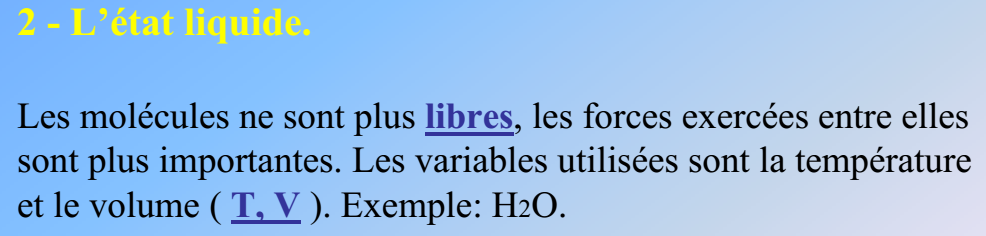 2 - L’état liquide.
Les molécules ne sont plus libres, les forces exercées entre elles
sont plus importantes. Les variables utilisées sont la température
et le volume ( T, V ). Exemple: H2O.